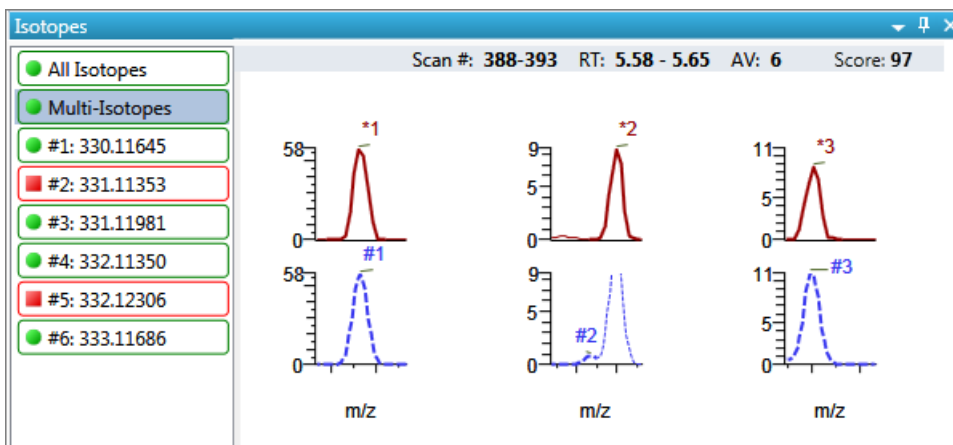 Isotopes
All Isotopes
Multi-Isotopes
#1: 330.11645
#2: 331.11353
#3: 331.11981
#4: 332.11350
#5: 332.12306
#6: 333.11686
Scan #: 388-393 RT: 5.58 - 5.65 AV: 6 Score: 97
*1 *2 *3
58 9 11
5 5
0 0 0
#1 #2 #3
58 9 11
5 5
0 0 0
m/z m/z m/z